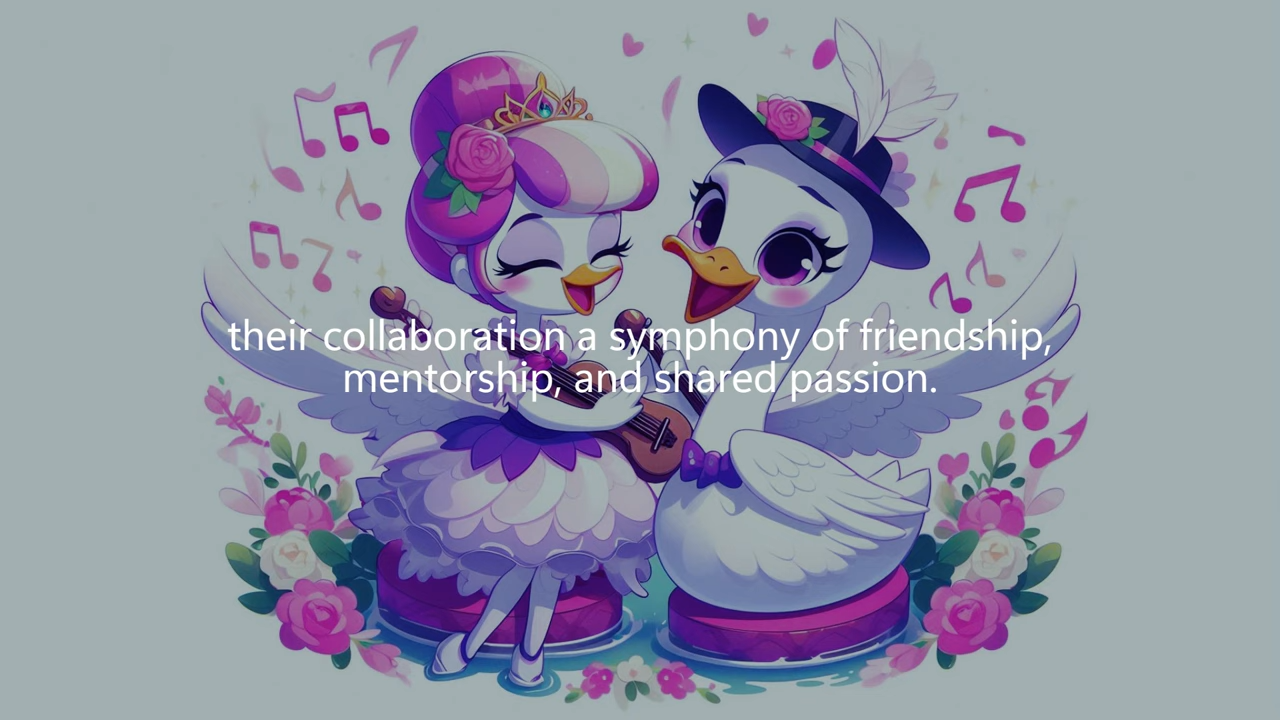 their collaboration a symphony of friendship,
mentorship, and shared passion.